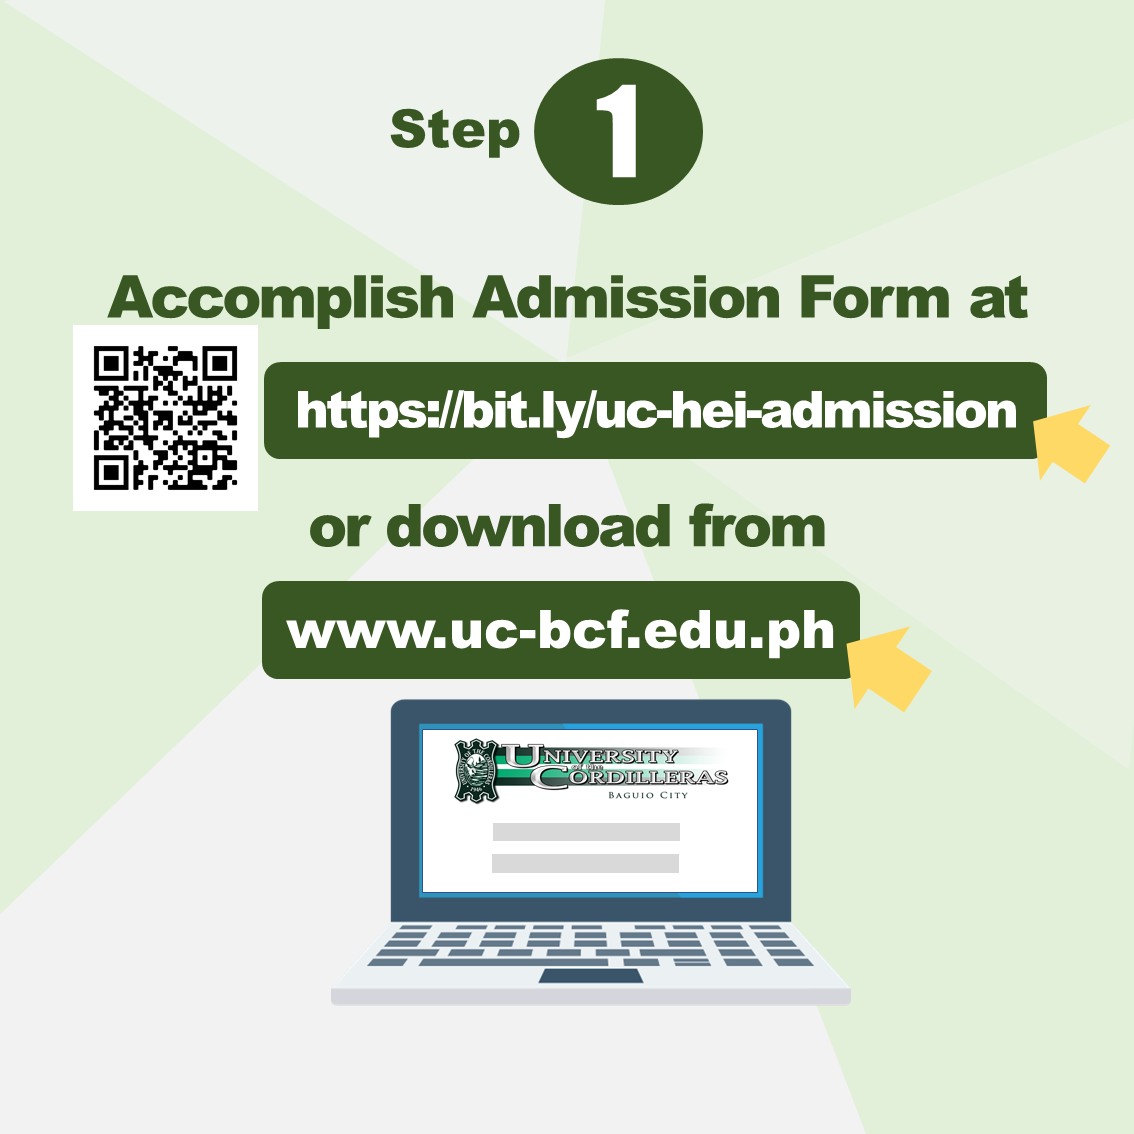 Step 1
Accomplish Admission Form at
https://bit.ly/uc-hei-admission
or download from
www.uc-bcf.edu.ph
UNIVERSITY
of the
CORDILLERAS
BAGUIO CITY
1946